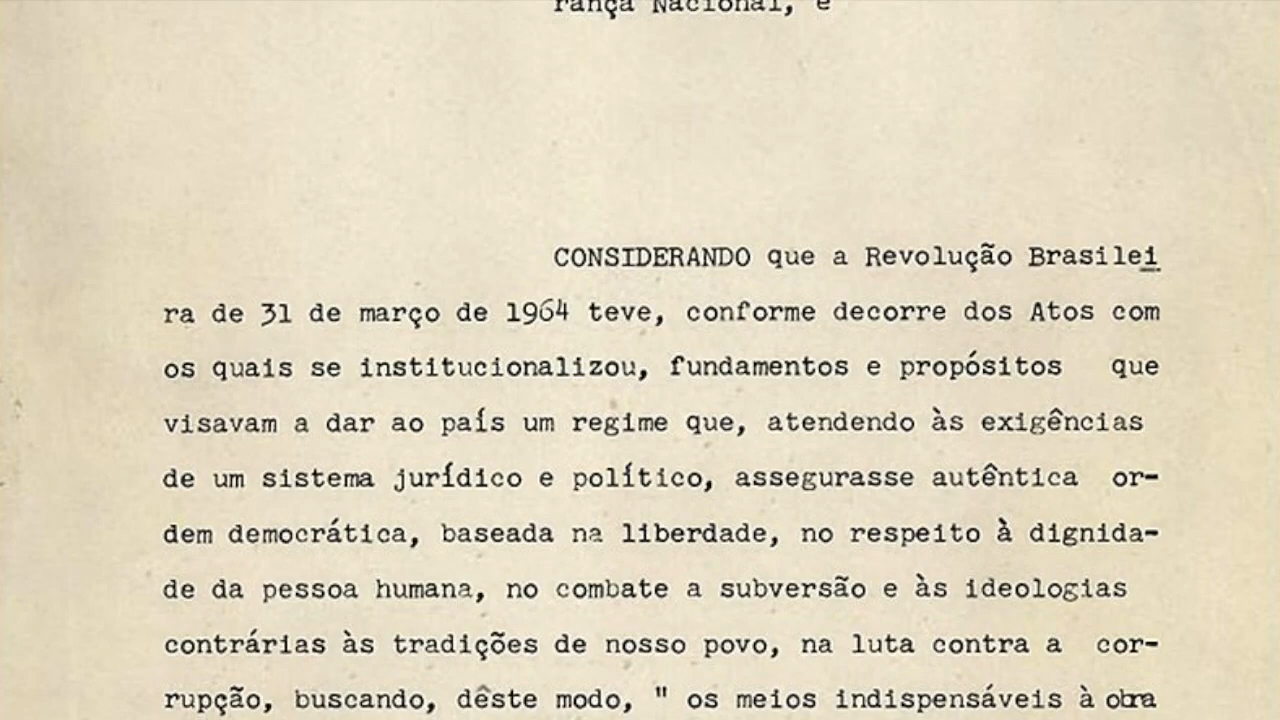 rança Nacional, e
CONSIDERANDO que a Revolução Brasilei
ra de 31 de março de 1964 teve, conforme decorre dos Atos com
os quais se institucionalizou, fundamentos e propósitos que
visavam a dar ao país um regime que, atendendo às exigências
de um sistema jurídico e político, assegurasse autêntica or-
dem democrática, baseada na liberdade, no respeito à dignida-
de da pessoa humana, no combate a subversão e às ideologias
contrárias às tradições de nosso povo, na luta contra a cor-
rupção, buscando, dêste modo, " os meios indispensáveis à obra